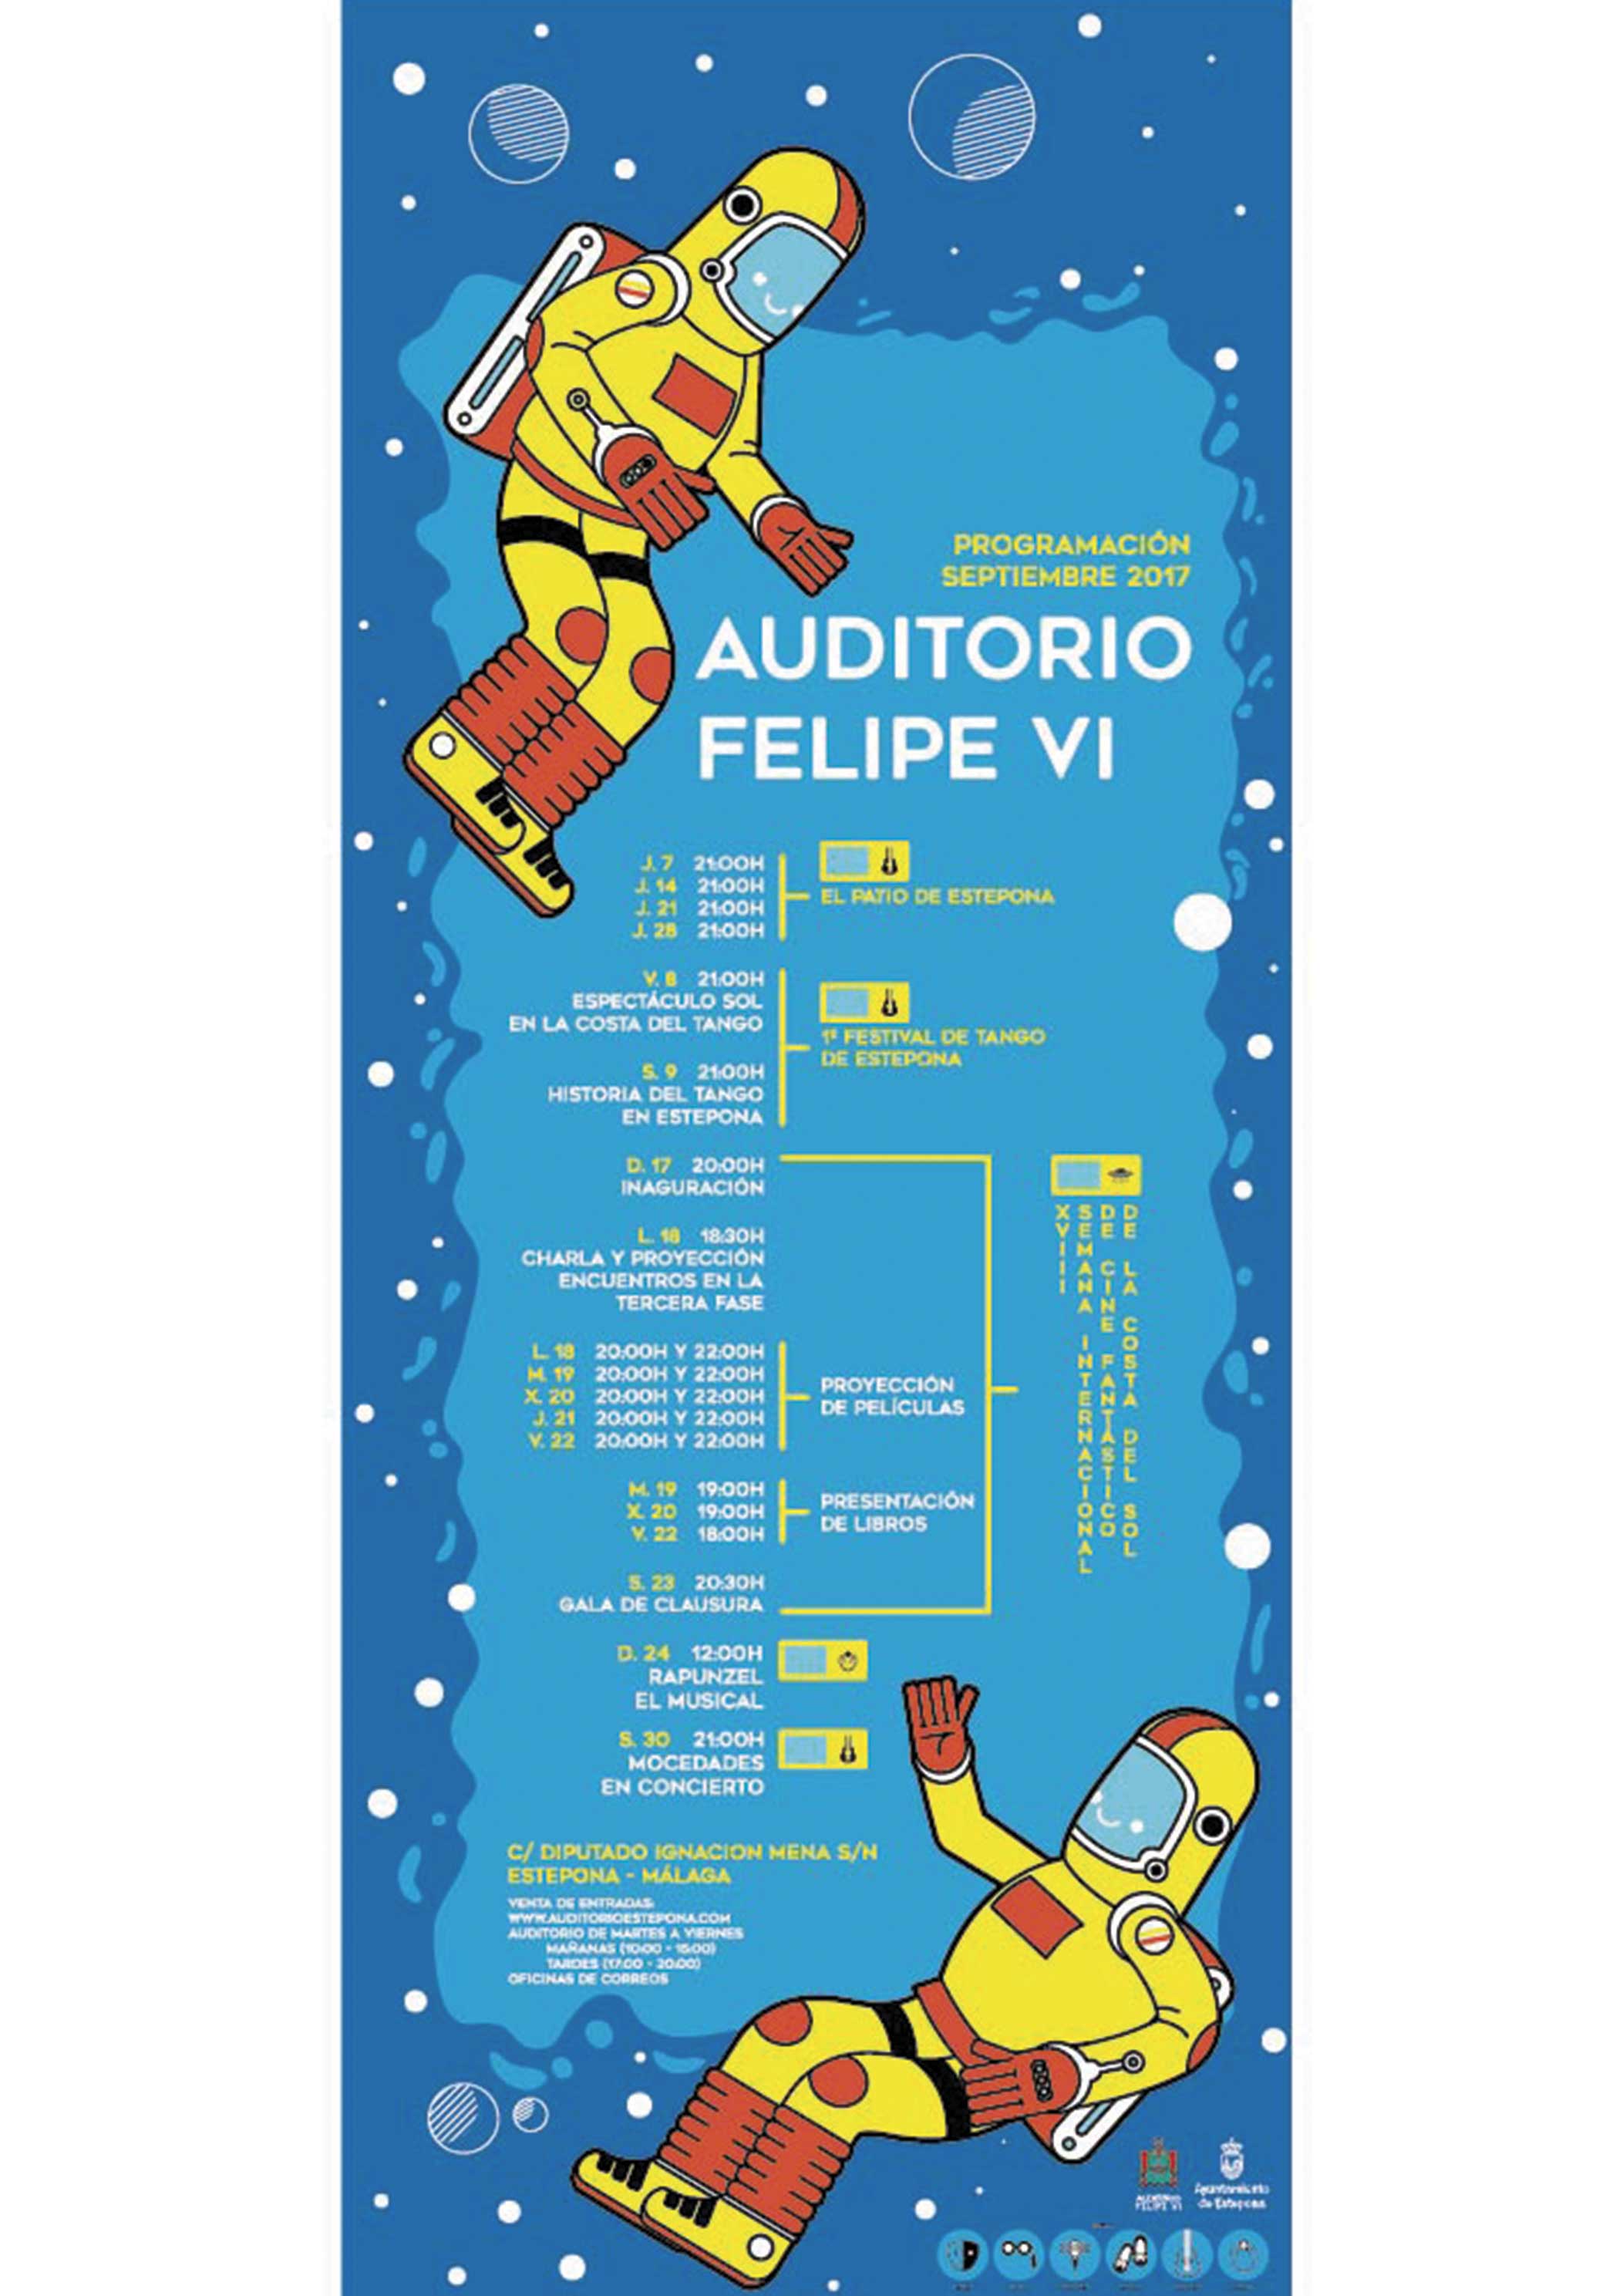 PROGRAMACIÓN
SEPTIEMBRE 2017
AUDITORIO
FELIPE VI
J. 7 21:00H
J. 14 21:00H
J. 21 21:00H
J. 28 21:00H
EL PATIO DE ESTEPONA
V. 8 21:00H
ESPECTÁCULO SOL
EN LA COSTA DEL TANGO
S. 9 21:00H
HISTORIA DEL TANGO
EN ESTEPONA
1º FESTIVAL DE TANGO
DE ESTEPONA
D. 17 20:00H
INAGURACIÓN
L. 18 18:30H
CHARLA Y PROYECCIÓN
ENCUENTROS EN LA
TERCERA FASE
L. 18 20:00H Y 22:00H
M. 19 20:00H Y 22:00H
X. 20 20:00H Y 22:00H
J. 21 20:00H Y 22:00H
V. 22 20:00H Y 22:00H
PROYECCIÓN
DE PELÍCULAS
M. 19 19:00H
X. 20 19:00H
V. 22 18:00H
PRESENTACIÓN
DE LIBROS
S. 23 20:30H
GALA DE CLAUSURA
XVIII
SEMANA INTERNACIONAL
DE CINE FANTÁSTICO
DE LA COSTA DEL SOL
D. 24 12:00H
RAPUNZEL
EL MUSICAL
S. 30 21:00H
MOCEDADES
EN CONCIERTO
C/ DIPUTADO IGNACION MENA S/N
ESTEPONA - MÁLAGA
VENTA DE ENTRADAS:
WWW.AUDITORIOESTEPONA.COM
AUDITORIO DE MARTES A VIERNES
MAÑANAS (10:00 - 15:00)
TARDES (17:00 - 20:00)
OFICINAS DE CORREOS
AUDITORIO
FELIPE VI
Ayuntamiento
de Estepona